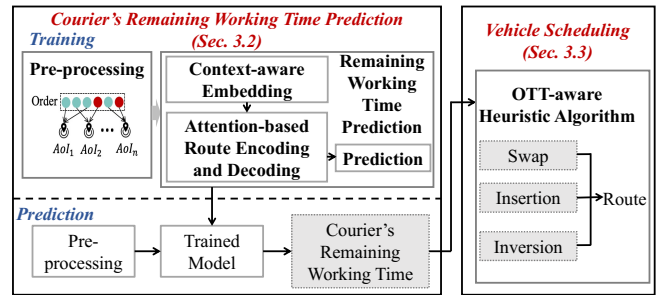 Courier's Remaining Working Time Prediction
(Sec. 3.2)
Training
Pre-processing
Order
AoI1 AoI2 ... AoIn
Context-aware
Embedding
Attention-based
Route Encoding
and Decoding
Remaining
Working
Time
Prediction
Prediction
Prediction
Pre-
processing
Trained
Model
Courier's
Remaining
Working Time
Vehicle Scheduling
(Sec. 3.3)
OTT-aware
Heuristic Algorithm
Swap
Insertion
Inversion
Route